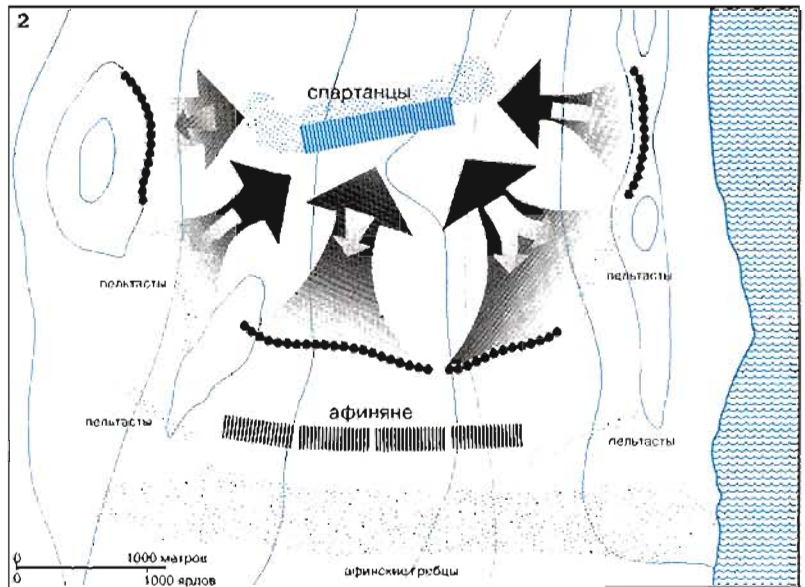 2
спартанцы
пельтасты
пельтасты
афиняне
пельтасты
пельтасты
0 1000 метров
0 1000 ярдов
афинские гребцы